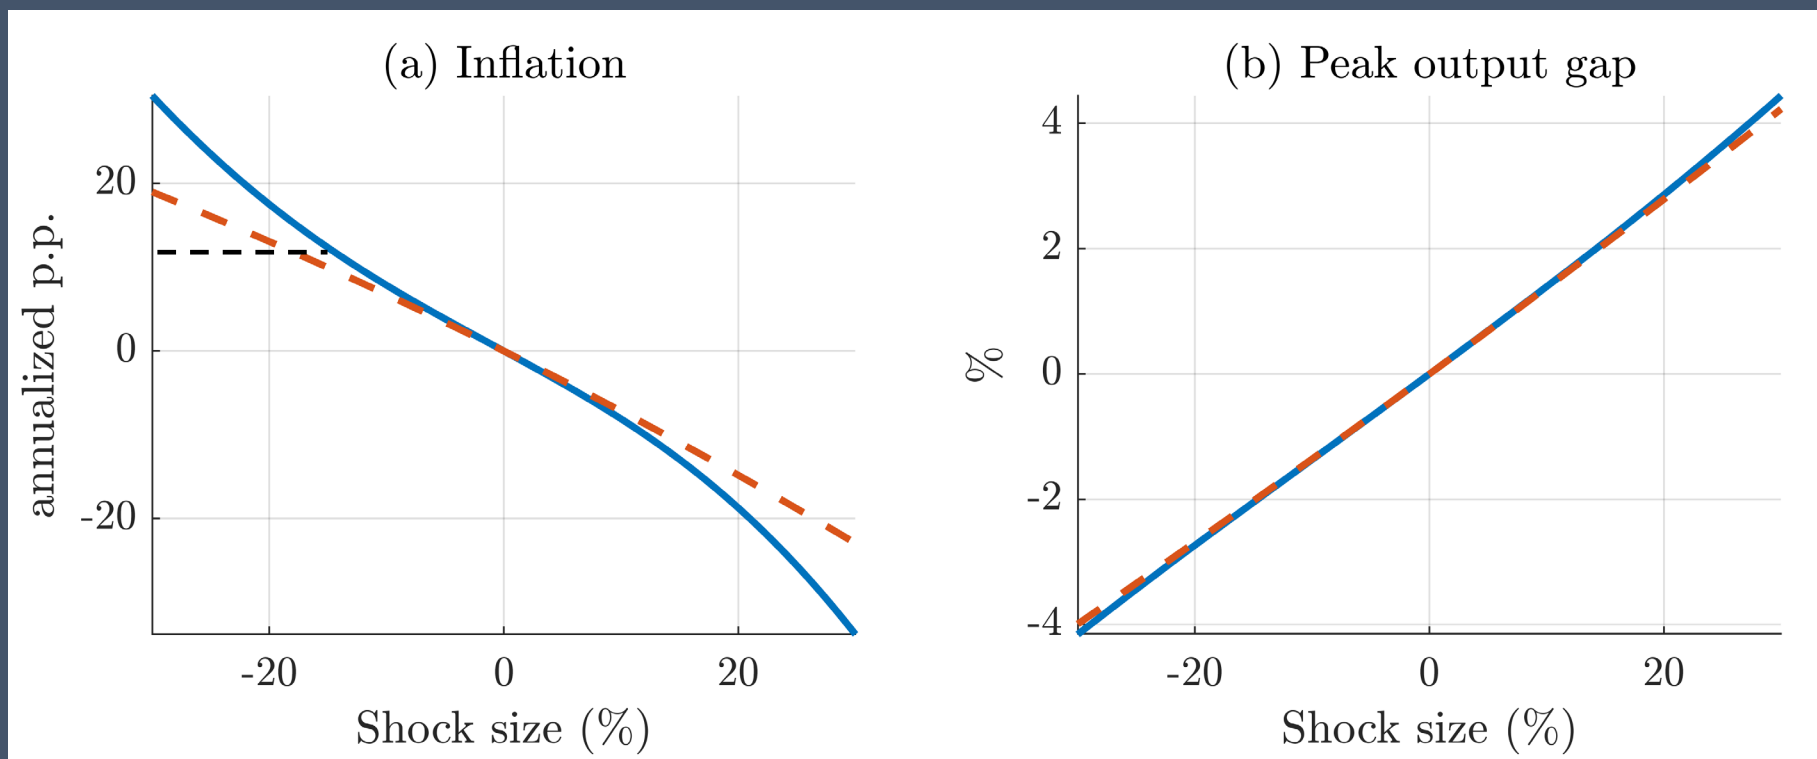 (a) Inflation
annualized p.p.
20
0
-20
-20 0 20
Shock size (%)
(b) Peak output gap
%
4
2
0
-2
-4
-20 0 20
Shock size (%)